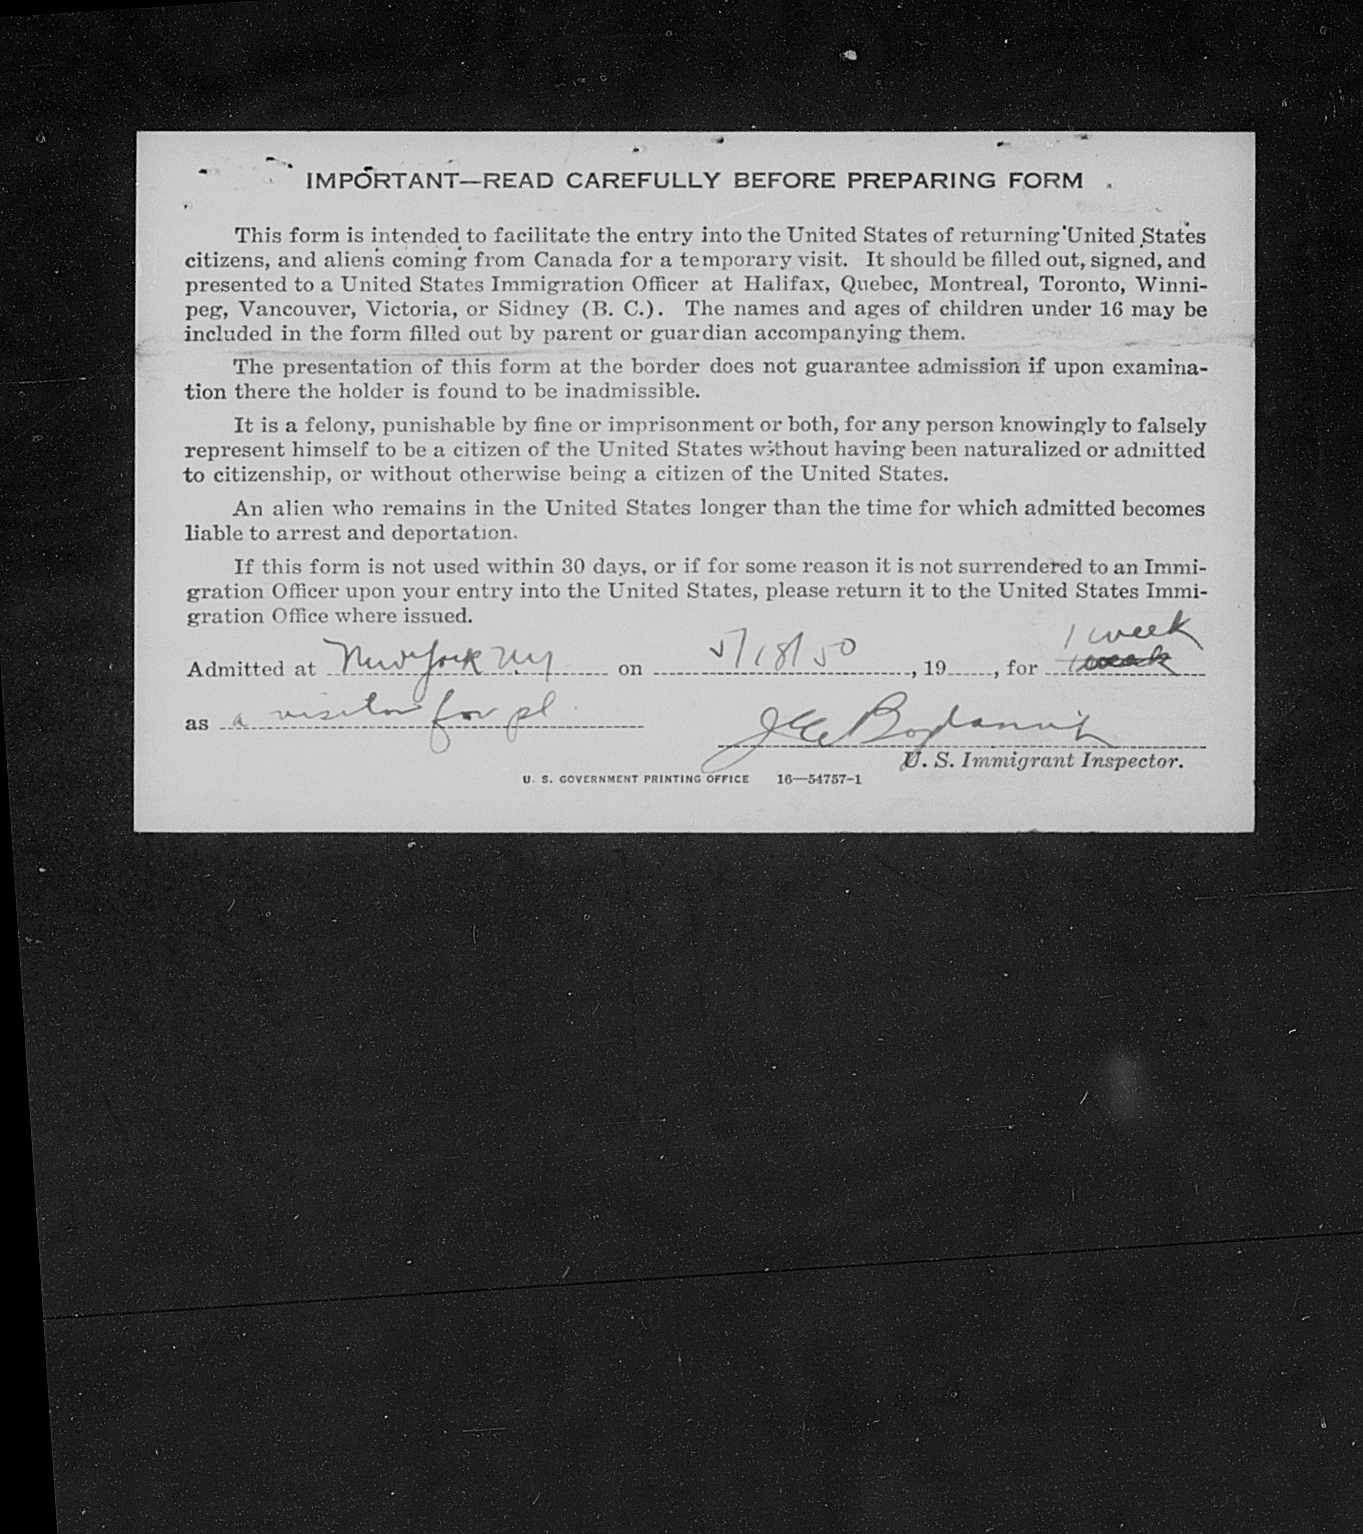 IMPORTANT—READ CAREFULLY BEFORE PREPARING FORM
This form is intended to facilitate the entry into the United States of returning United States
citizens, and aliens coming from Canada for a temporary visit. It should be filled out, signed, and
presented to a United States Immigration Officer at Halifax, Quebec, Montreal, Toronto, Winni-
peg, Vancouver, Victoria, or Sidney (B. C.). The names and ages of children under 16 may be
included in the form filled out by parent or guardian accompanying them.
The presentation of this form at the border does not guarantee admission if upon examina-
tion there the holder is found to be inadmissible.
It is a felony, punishable by fine or imprisonment or both, for any person knowingly to falsely
represent himself to be a citizen of the United States without having been naturalized or admitted
to citizenship, or without otherwise being a citizen of the United States.
An alien who remains in the United States longer than the time for which admitted becomes
liable to arrest and deportation.
If this form is not used within 30 days, or if for some reason it is not surrendered to an Immi-
gration Officer upon your entry into the United States, please return it to the United States Immi-
gration Office where issued.
1 week
Admitted at New York NY on 5/18/50, 19, for 1 week
as a visitor for pl
U. S. Immigrant Inspector.
U. S. GOVERNMENT PRINTING OFFICE 16—54757-1